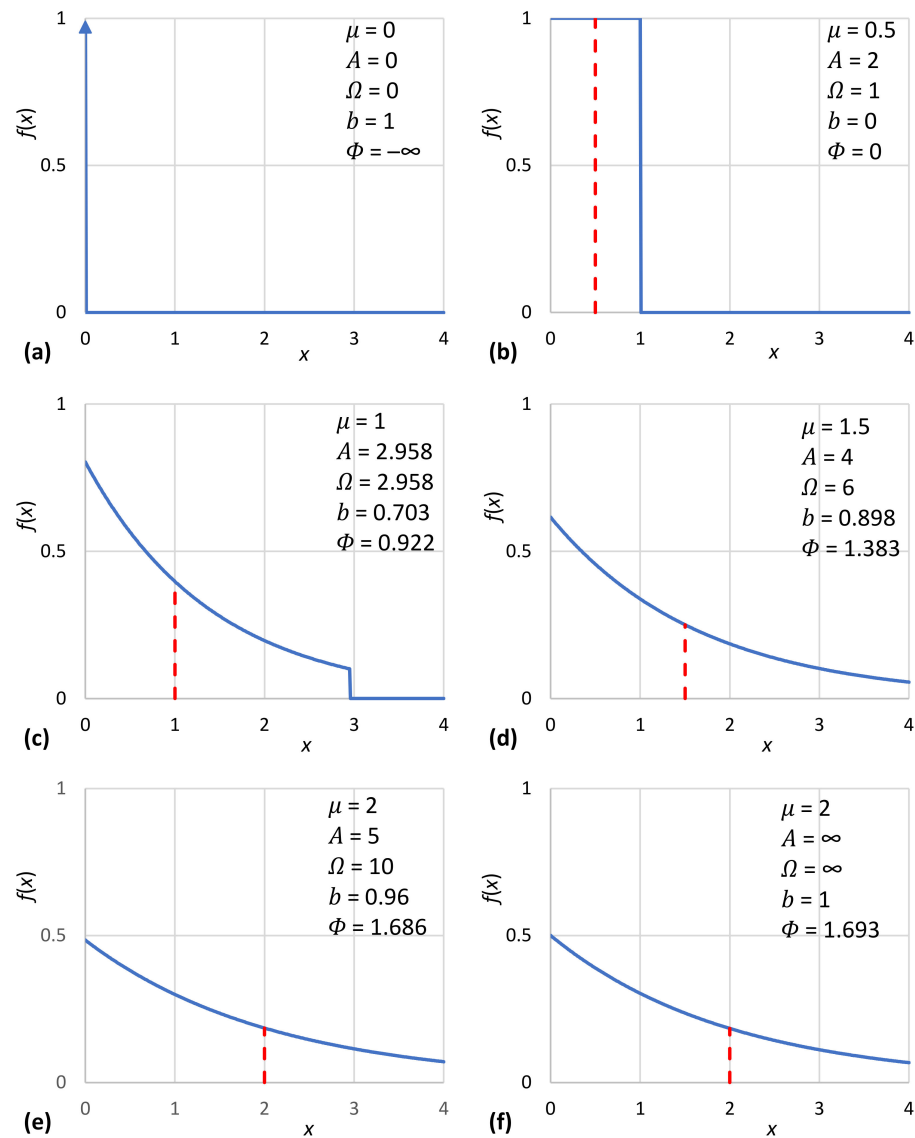 1
μ = 0
A = 0
Ω = 0
b = 1
Φ = −∞
f(x)
0.5
0
0 1 2 3 4
(a)
x
1
μ = 0.5
A = 2
Ω = 1
b = 0
Φ = 0
f(x)
0.5
0
0 1 2 3 4
(b)
x
1
μ = 1
A = 2.958
Ω = 2.958
b = 0.703
Φ = 0.922
f(x)
0.5
0
0 1 2 3 4
(c)
x
1
μ = 1.5
A = 4
Ω = 6
b = 0.898
Φ = 1.383
f(x)
0.5
0
0 1 2 3 4
(d)
x
1
μ = 2
A = 5
Ω = 10
b = 0.96
Φ = 1.686
f(x)
0.5
0
0 1 2 3 4
(e)
x
1
μ = 2
A = ∞
Ω = ∞
b = 1
Φ = 1.693
f(x)
0.5
0
0 1 2 3 4
(f)
x